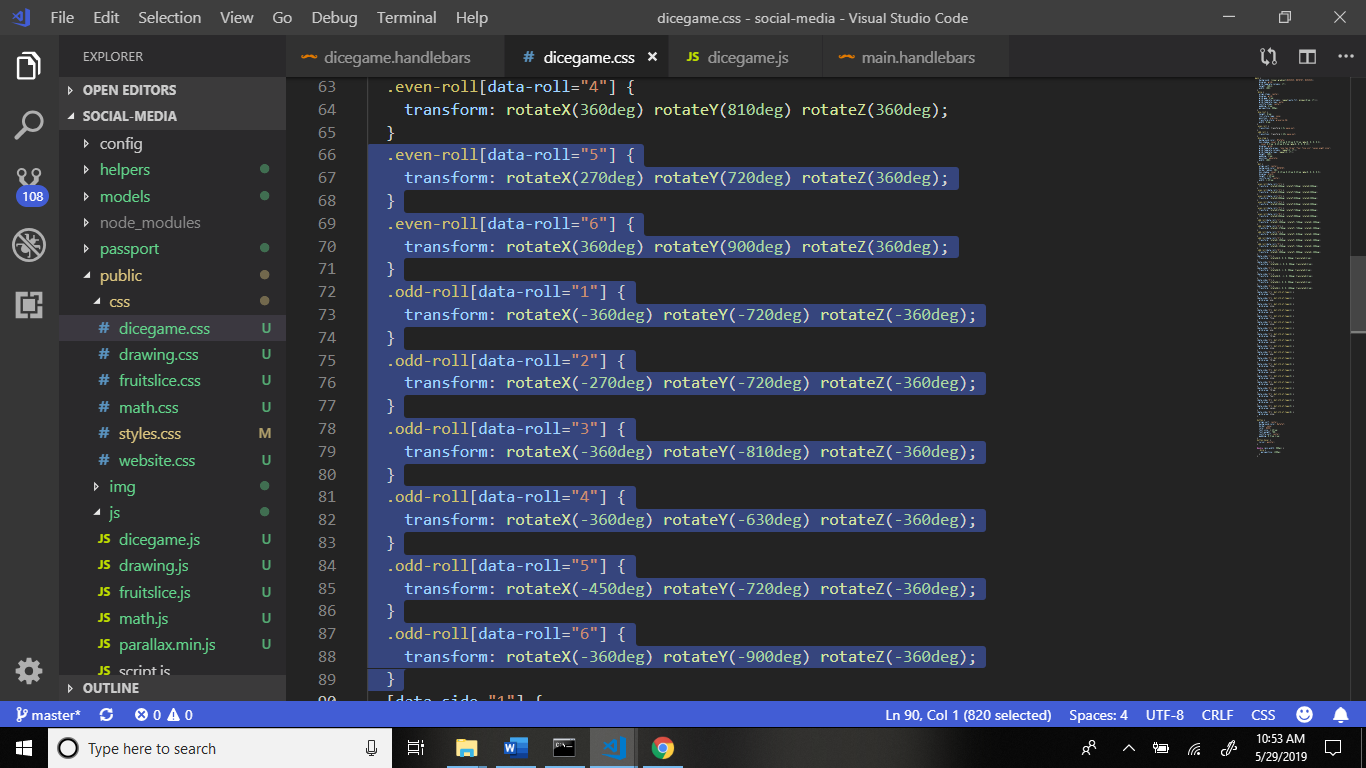 File Edit Selection View Go Debug Terminal Help
dicegame.css - social-media - Visual Studio Code
EXPLORER
dicegame.handlebars
# dicegame.css
JS dicegame.js
main.handlebars
OPEN EDITORS
SOCIAL-MEDIA
config
helpers
models
node_modules
passport
public
css
# dicegame.css U
# drawing.css U
# fruitslice.css U
# math.css U
# styles.css M
# website.css U
img
js
JS dicegame.js U
JS drawing.js U
JS fruitslice.js U
JS math.js U
JS parallax.min.js U
JS script.js
OUTLINE
108
63 .even-roll[data-roll="4"] {
64 transform: rotateX(360deg) rotateY(810deg) rotateZ(360deg);
65 }
66 .even-roll[data-roll="5"] {
67 transform: rotateX(270deg) rotateY(720deg) rotateZ(360deg);
68 }
69 .even-roll[data-roll="6"] {
70 transform: rotateX(360deg) rotateY(900deg) rotateZ(360deg);
71 }
72 .odd-roll[data-roll="1"] {
73 transform: rotateX(-360deg) rotateY(-720deg) rotateZ(-360deg);
74 }
75 .odd-roll[data-roll="2"] {
76 transform: rotateX(-270deg) rotateY(-720deg) rotateZ(-360deg);
77 }
78 .odd-roll[data-roll="3"] {
79 transform: rotateX(-360deg) rotateY(-810deg) rotateZ(-360deg);
80 }
81 .odd-roll[data-roll="4"] {
82 transform: rotateX(-360deg) rotateY(-630deg) rotateZ(-360deg);
83 }
84 .odd-roll[data-roll="5"] {
85 transform: rotateX(-450deg) rotateY(-720deg) rotateZ(-360deg);
86 }
87 .odd-roll[data-roll="6"] {
88 transform: rotateX(-360deg) rotateY(-900deg) rotateZ(-360deg);
89 }
90 [data-side="1"] {
master* 0 0
Ln 90, Col 1 (820 selected) Spaces: 4 UTF-8 CRLF CSS
Type here to search
10:53 AM
5/29/2019